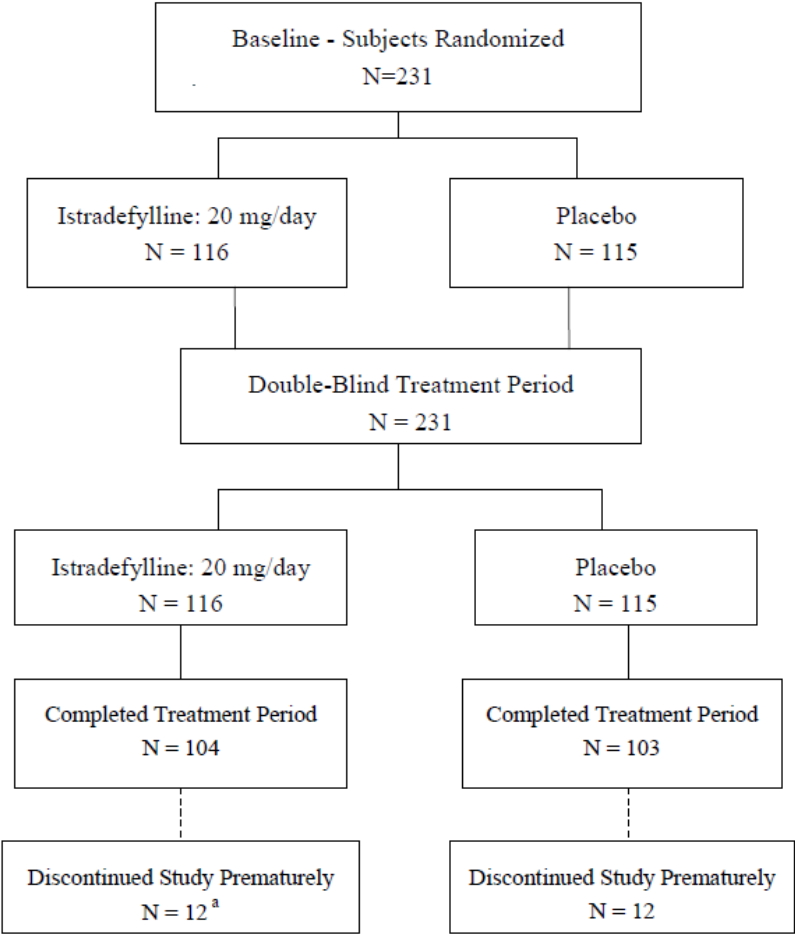 Baseline - Subjects Randomized
N=231
Istradefylline: 20 mg/day
N = 116
Placebo
N = 115
Double-Blind Treatment Period
N = 231
Istradefylline: 20 mg/day
N = 116
Placebo
N = 115
Completed Treatment Period
N = 104
Completed Treatment Period
N = 103
Discontinued Study Prematurely
N = 12 a
Discontinued Study Prematurely
N = 12